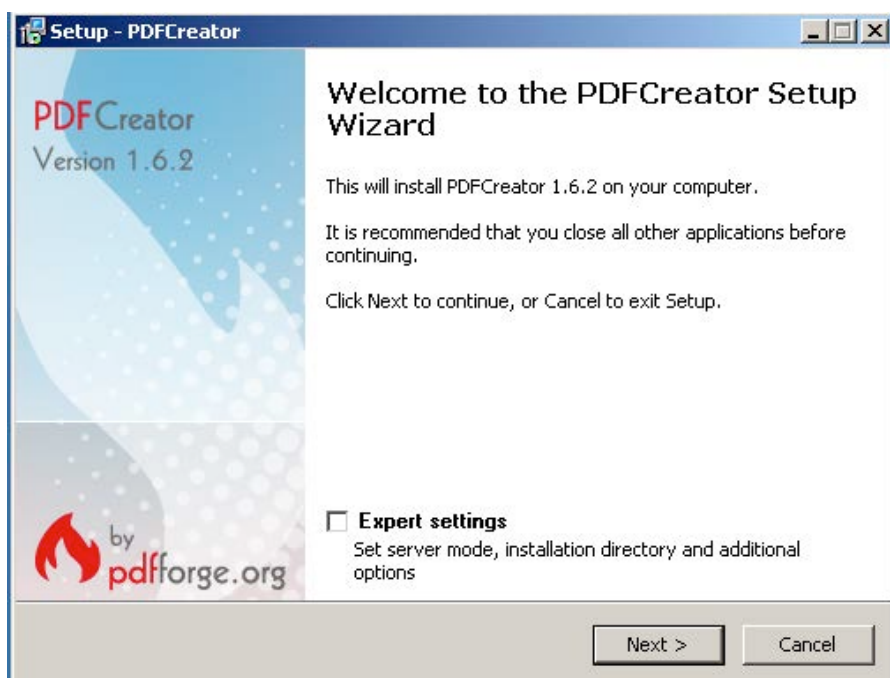 Setup - PDFCreator
PDFCreator
Version 1.6.2
Welcome to the PDFCreator Setup
Wizard
This will install PDFCreator 1.6.2 on your computer.
It is recommended that you close all other applications before
continuing.
Click Next to continue, or Cancel to exit Setup.
Expert settings
Set server mode, installation directory and additional
options
by
pdfforge.org
Next >
Cancel